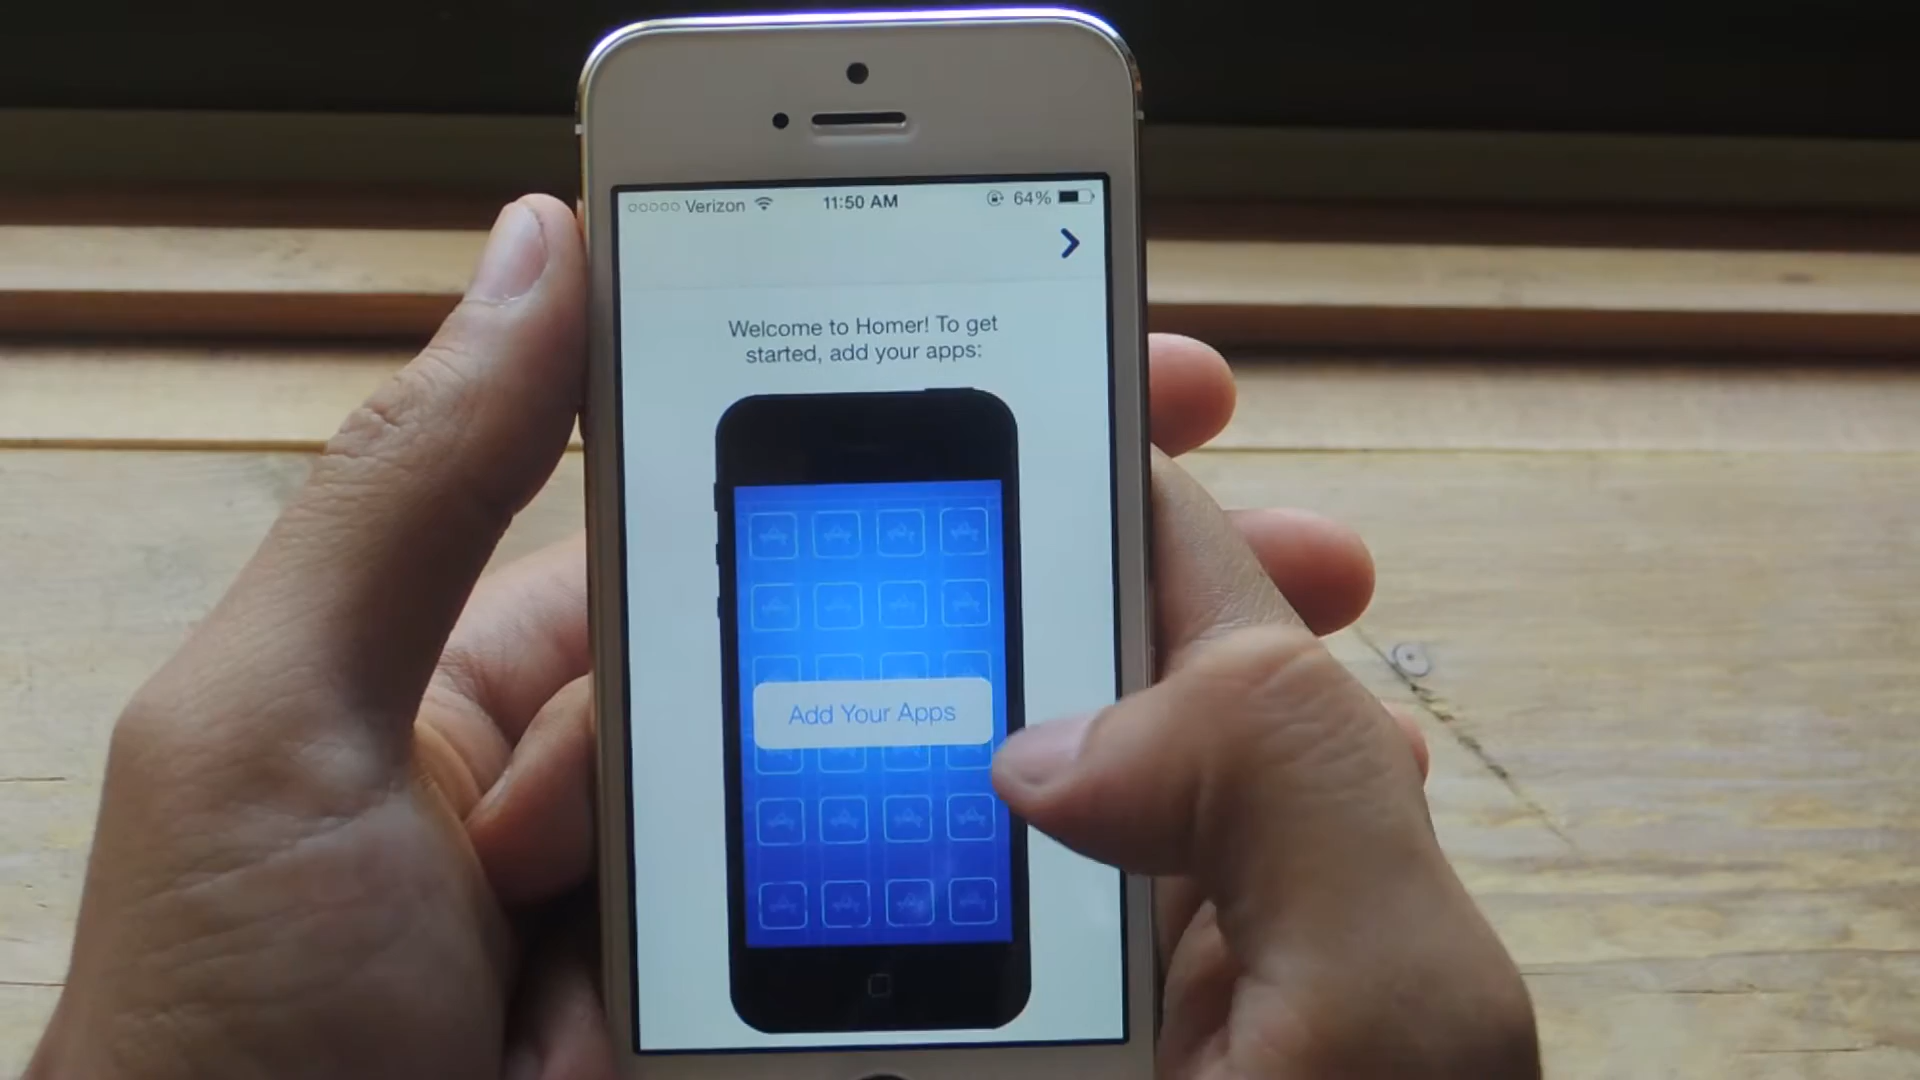 Verizon 11:50 AM 64%
Welcome to Homer! To get
started, add your apps:
Add Your Apps